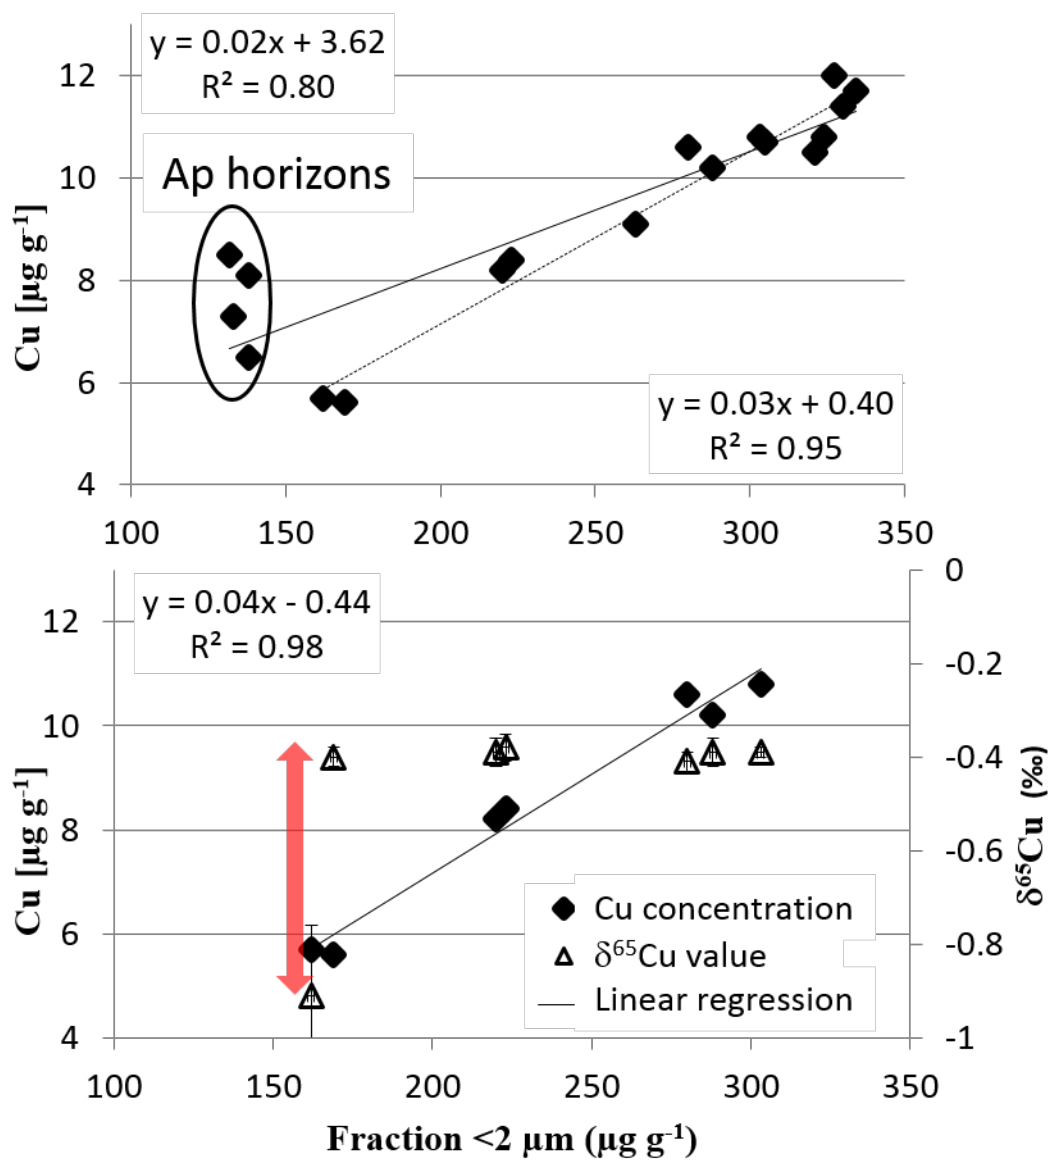 y = 0.02x + 3.62
R² = 0.80
Ap horizons
y = 0.03x + 0.40
R² = 0.95
Cu [µg g⁻¹]
12
10
8
6
4
100 150 200 250 300 350
y = 0.04x - 0.44
R² = 0.98
Cu [µg g⁻¹]
12
10
8
6
4
0
-0.2
-0.4
-0.6
-0.8
-1
δ⁶⁵Cu (‰)
Cu concentration
δ⁶⁵Cu value
Linear regression
100 150 200 250 300 350
Fraction <2 µm (µg g⁻¹)